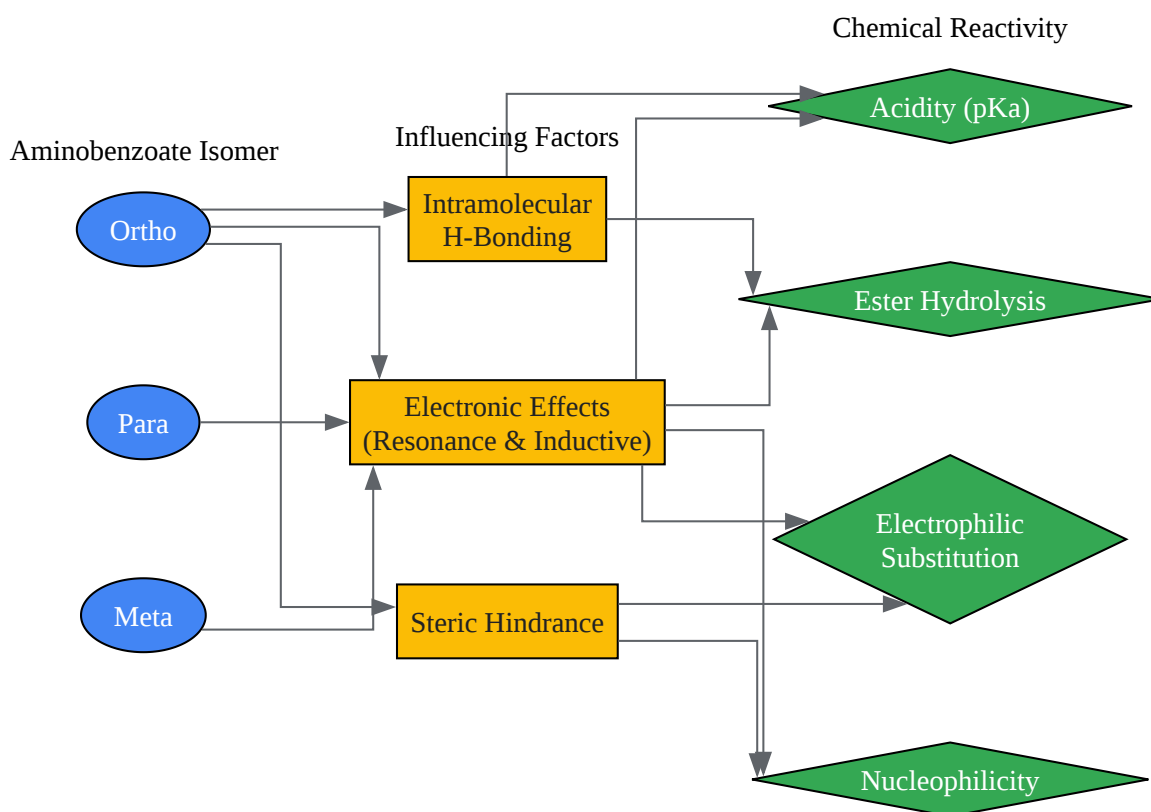 Chemical Reactivity
Acidity (pKa)
Influencing Factors
Aminobenzoate Isomer
Ortho
Intramolecular
H-Bonding
Ester Hydrolysis
Para
Electronic Effects
(Resonance & Inductive)
Electrophilic
Substitution
Meta
Steric Hindrance
Nucleophilicity